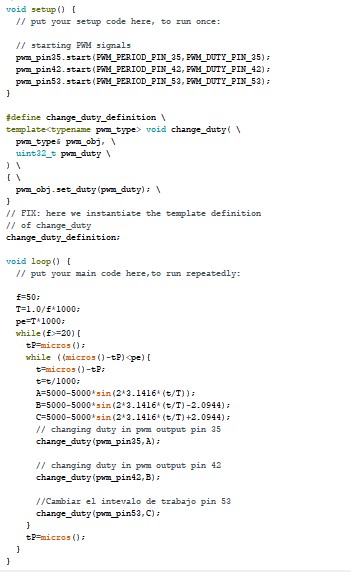 void setup() {
// put your setup code here, to run once:
// starting PWM signals
pwm_pin35.start(PWM_PERIOD_PIN_35,PWM_DUTY_PIN_35);
pwm_pin42.start(PWM_PERIOD_PIN_42,PWM_DUTY_PIN_42);
pwm_pin53.start(PWM_PERIOD_PIN_53,PWM_DUTY_PIN_53);
}
#define change_duty_definition \
template<typename pwm_type> void change_duty( \
pwm_type& pwm_obj, \
uint32_t pwm_duty \
) \
{ \
pwm_obj.set_duty(pwm_duty); \
}
// FIX: here we instantiate the template definition
// of change_duty
change_duty_definition;
void loop() {
// put your main code here,to run repeatedly:
f=50;
T=1.0/f*1000;
pe=T*1000;
while(f>=20){
tP=micros();
while ((micros()-tP)<pe){
t=micros()-tP;
t=t/1000;
A=5000-5000*sin(2*3.1416*(t/T));
B=5000-5000*sin(2*3.1416*(t/T)-2.0944);
C=5000-5000*sin(2*3.1416*(t/T)+2.0944);
// changing duty in pwm output pin 35
change_duty(pwm_pin35,A);
// changing duty in pwm output pin 42
change_duty(pwm_pin42,B);
//Cambiar el intevalo de trabajo pin 53
change_duty(pwm_pin53,C);
}
tP=micros();
}
}